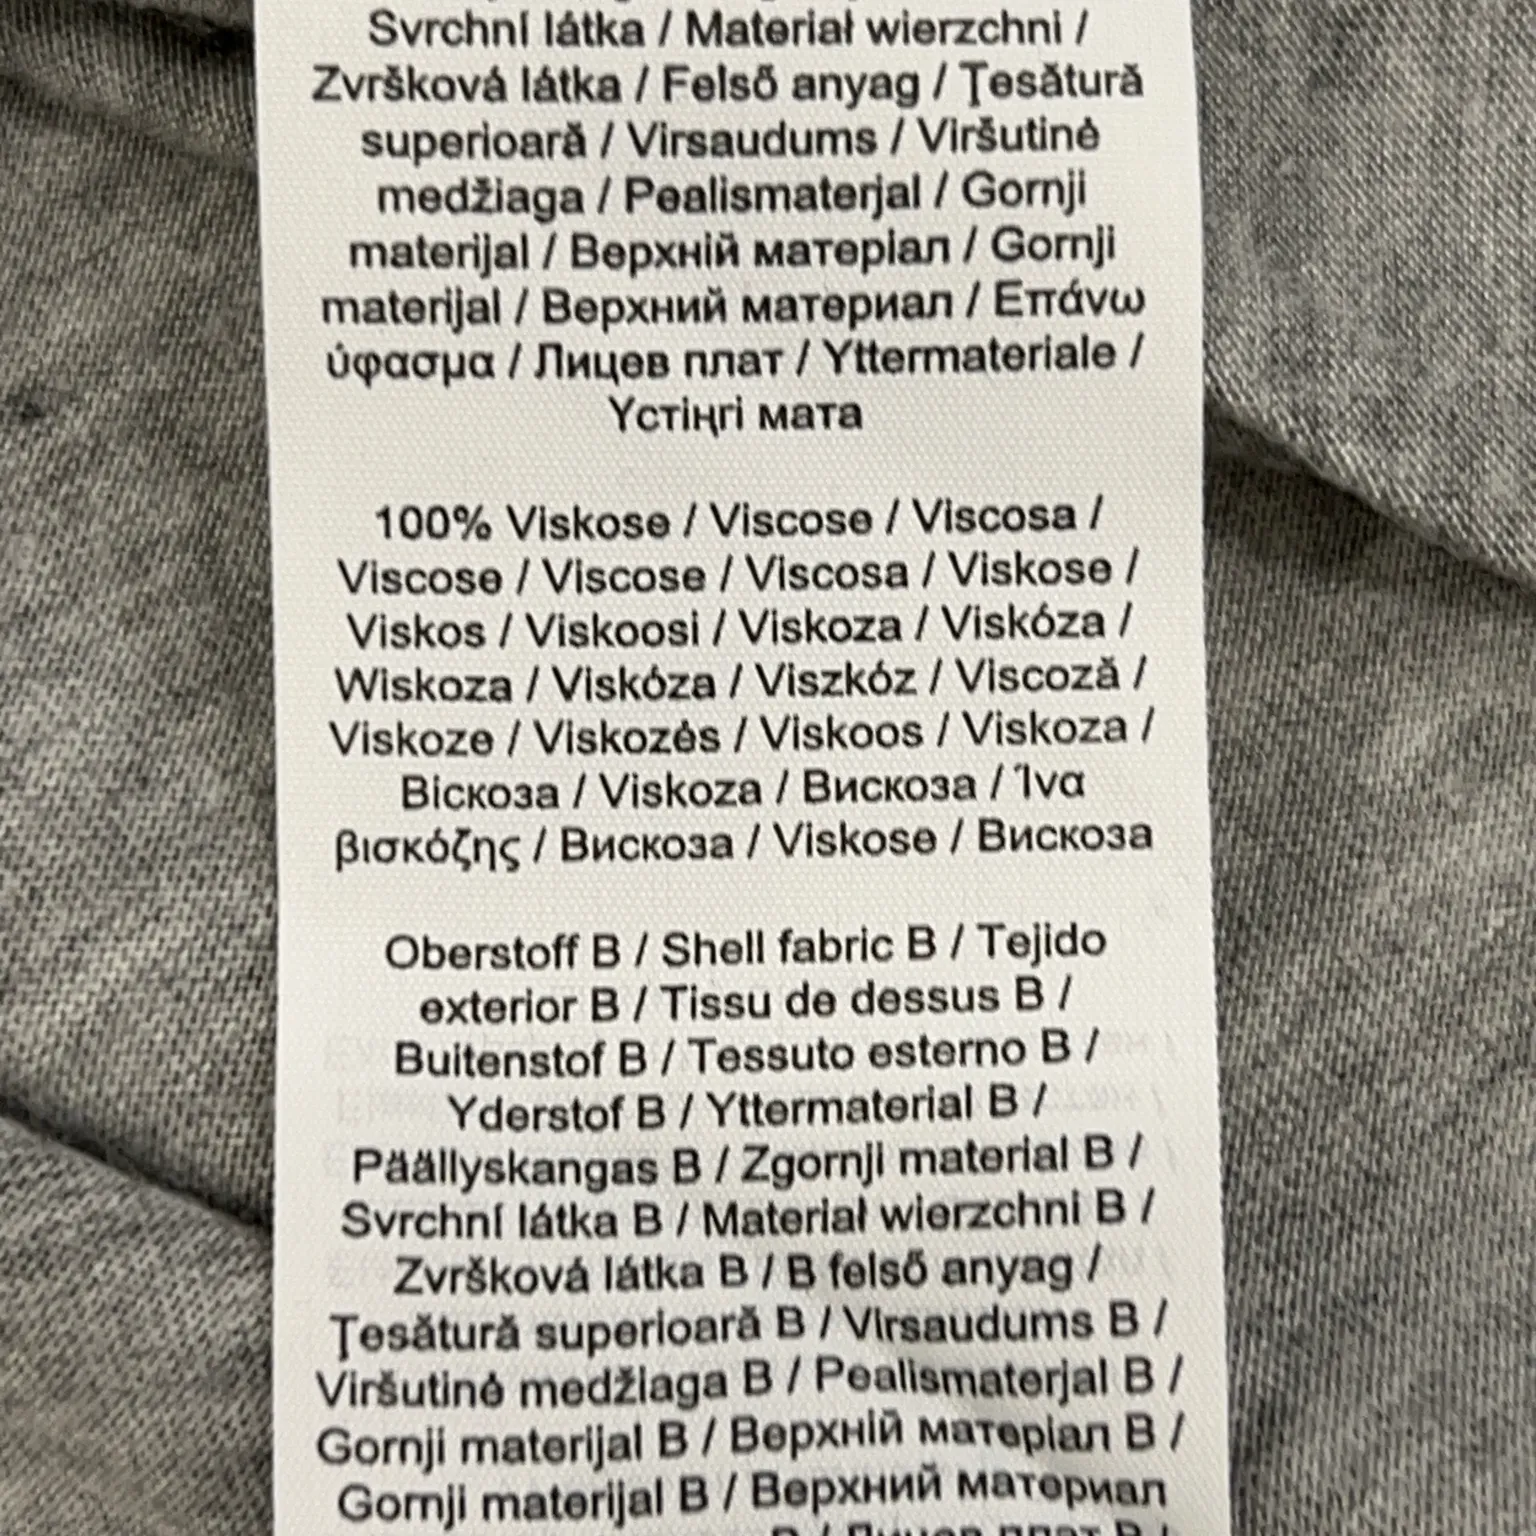 Svrchní látka / Materiał wierzchni /
Zvršková látka / Felső anyag / Ţesătură
superioară / Virsaudums / Viršutinė
medžiaga / Pealismaterjal / Gornji
materijal / Верхній матеріал / Gornji
materijal / Верхний материал / Επάνω
ύφασμα / Лицев плат / Yttermateriale /
Үстіңгі мата
100% Viskose / Viscose / Viscosa /
Viscose / Viscose / Viscosa / Viskose /
Viskos / Viskoosi / Viskoza / Viskóza /
Wiskoza / Viskóza / Viszkóz / Viscoză /
Viskoze / Viskozės / Viskoos / Viskoza /
Віскоза / Viskoza / Вискоза / Ίνα
βισκόζης / Вискоза / Viskose / Вискоза
Oberstoff B / Shell fabric B / Tejido
exterior B / Tissu de dessus B /
Buitenstof B / Tessuto esterno B /
Yderstof B / Yttermaterial B /
Päällyskangas B / Zgornji material B /
Svrchní látka B / Materiał wierzchni B /
Zvršková látka B / B felső anyag /
Ţesătură superioară B / Virsaudums B /
Viršutinė medžiaga B / Pealismaterjal B /
Gornji materijal B / Верхній матеріал B /
Gornji materijal B / Верхний материал
B / Лицев плат B /